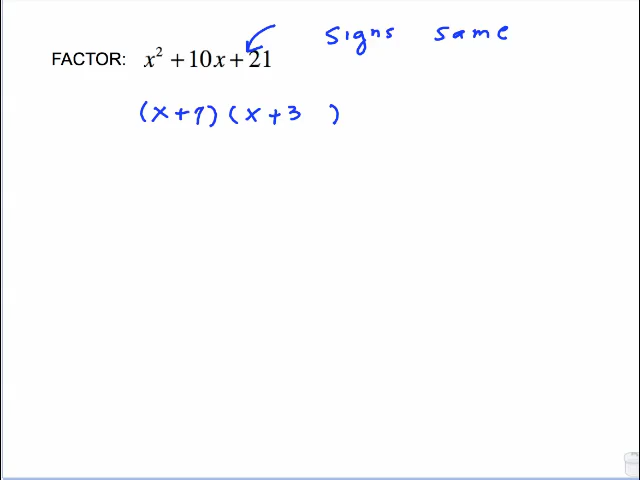 signs same
FACTOR: x² + 10x + 21
(x + 7) (x + 3 )